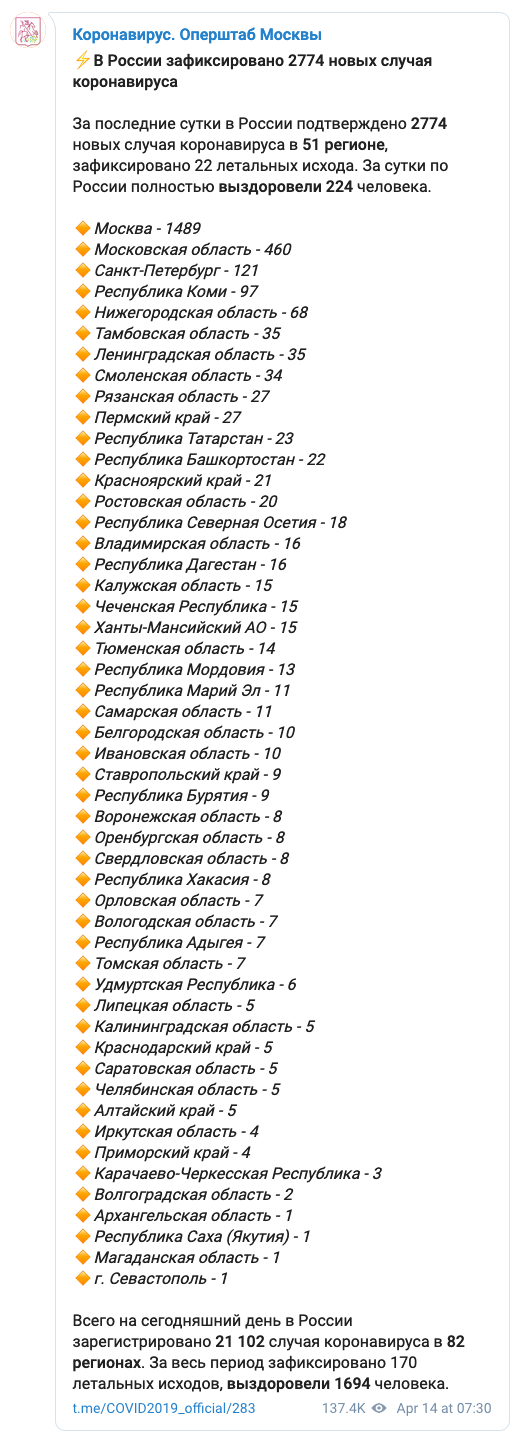 Коронавирус. Оперштаб Москвы
⚡В России зафиксировано 2774 новых случая
коронавируса
За последние сутки в России подтверждено 2774
новых случая коронавируса в 51 регионе,
зафиксировано 22 летальных исхода. За сутки по
России полностью выздоровели 224 человека.
🔸Москва - 1489
🔸Московская область - 460
🔸Санкт-Петербург - 121
🔸Республика Коми - 97
🔸Нижегородская область - 68
🔸Тамбовская область - 35
🔸Ленинградская область - 35
🔸Смоленская область - 34
🔸Рязанская область - 27
🔸Пермский край - 27
🔸Республика Татарстан - 23
🔸Республика Башкортостан - 22
🔸Красноярский край - 21
🔸Ростовская область - 20
🔸Республика Северная Осетия - 18
🔸Владимирская область - 16
🔸Республика Дагестан - 16
🔸Калужская область - 15
🔸Чеченская Республика - 15
🔸Ханты-Мансийский АО - 15
🔸Тюменская область - 14
🔸Республика Мордовия - 13
🔸Республика Марий Эл - 11
🔸Самарская область - 11
🔸Белгородская область - 10
🔸Ивановская область - 10
🔸Ставропольский край - 9
🔸Республика Бурятия - 9
🔸Воронежская область - 8
🔸Оренбургская область - 8
🔸Свердловская область - 8
🔸Республика Хакасия - 8
🔸Орловская область - 7
🔸Вологодская область - 7
🔸Республика Адыгея - 7
🔸Томская область - 7
🔸Удмуртская Республика - 6
🔸Липецкая область - 5
🔸Калининградская область - 5
🔸Краснодарский край - 5
🔸Саратовская область - 5
🔸Челябинская область - 5
🔸Алтайский край - 5
🔸Иркутская область - 4
🔸Приморский край - 4
🔸Карачаево-Черкесская Республика - 3
🔸Волгоградская область - 2
🔸Архангельская область - 1
🔸Республика Саха (Якутия) - 1
🔸Магаданская область - 1
🔸г. Севастополь - 1
Всего на сегодняшний день в России
зарегистрировано 21 102 случая коронавируса в 82
регионах. За весь период зафиксировано 170
летальных исходов, выздоровели 1694 человека.
t.me/COVID2019_official/283 137.4K Apr 14 at 07:30